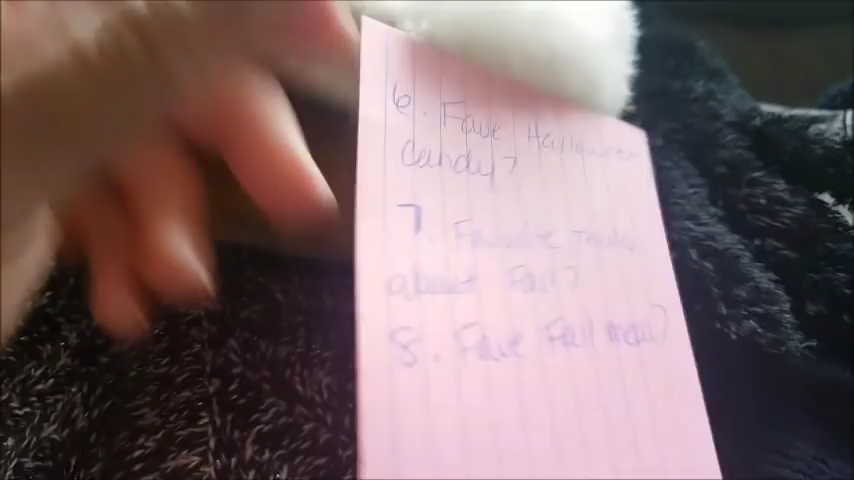 6. Fave Halloween
Candy?
7. Favorite
about Fall?
8. Fave Fall meal?